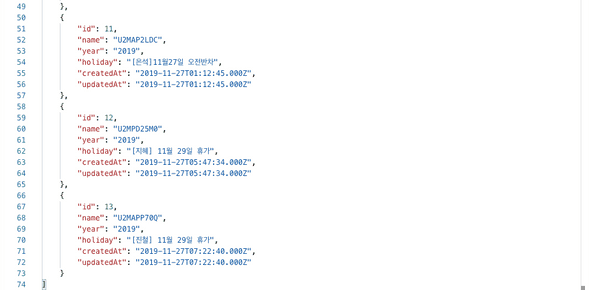 49 },
50 {
51 "id": 11,
52 "name": "U2MAP2LDC",
53 "year": "2019",
54 "holiday": "[은석]11월27일 오전반차",
55 "createdAt": "2019-11-27T01:12:45.000Z",
56 "updatedAt": "2019-11-27T01:12:45.000Z"
57 },
58 {
59 "id": 12,
60 "name": "U2MPD25M0",
61 "year": "2019",
62 "holiday": "[지혜] 11월 29일 휴가",
63 "createdAt": "2019-11-27T05:47:34.000Z",
64 "updatedAt": "2019-11-27T05:47:34.000Z"
65 },
66 {
67 "id": 13,
68 "name": "U2MAPP70Q",
69 "year": "2019",
70 "holiday": "[진철] 11월 29일 휴가",
71 "createdAt": "2019-11-27T07:22:40.000Z",
72 "updatedAt": "2019-11-27T07:22:40.000Z"
73 }
74 ]